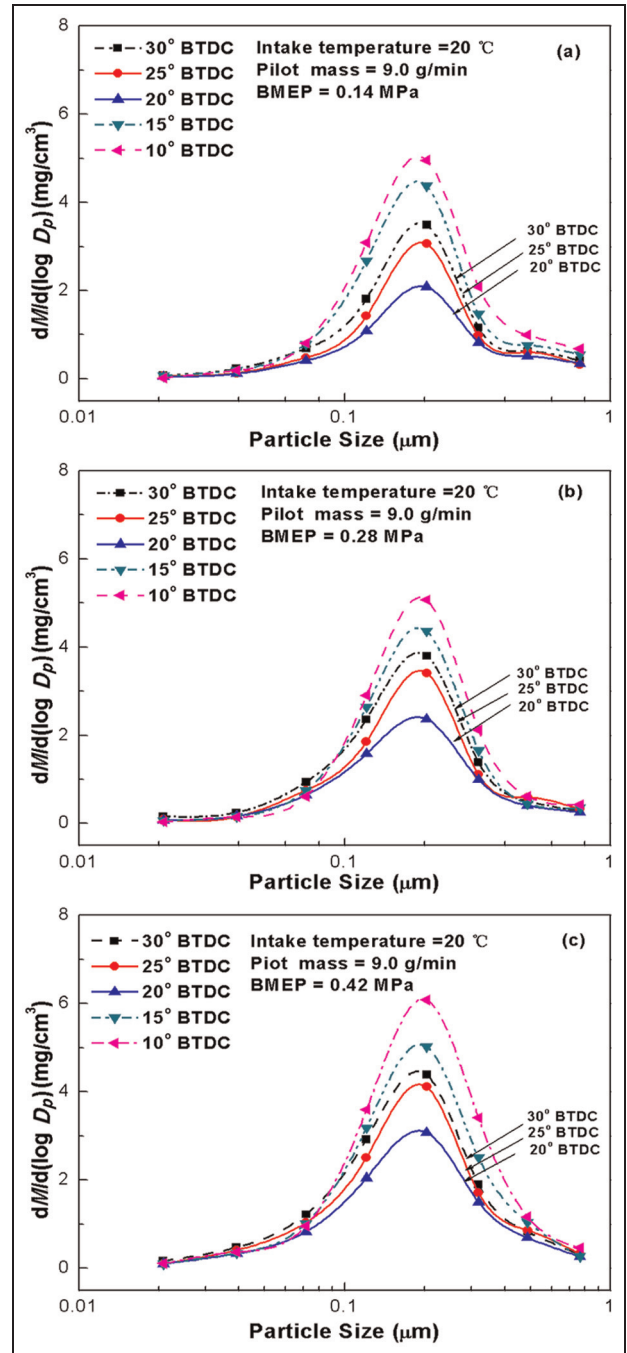 8
6
4
2
0
dM/d(log Dp)(mg/cm3)
30° BTDC
25° BTDC
20° BTDC
15° BTDC
10° BTDC
Intake temperature =20 ℃
Pilot mass = 9.0 g/min
BMEP = 0.14 MPa
(a)
30° BTDC
25° BTDC
20° BTDC
0.01
0.1
1
Particle Size (μm)
8
6
4
2
0
dM/d(log Dp)(mg/cm3)
30° BTDC
25° BTDC
20° BTDC
15° BTDC
10° BTDC
Intake temperature =20 ℃
Pilot mass = 9.0 g/min
BMEP = 0.28 MPa
(b)
30° BTDC
25° BTDC
20° BTDC
0.01
0.1
1
Particle Size (μm)
8
6
4
2
0
dM/d(log Dp)(mg/cm3)
30° BTDC
25° BTDC
20° BTDC
15° BTDC
10° BTDC
Intake temperature =20 ℃
Piot mass = 9.0 g/min
BMEP = 0.42 MPa
(c)
30° BTDC
25° BTDC
20° BTDC
0.01
0.1
1
Particle Size (μm)